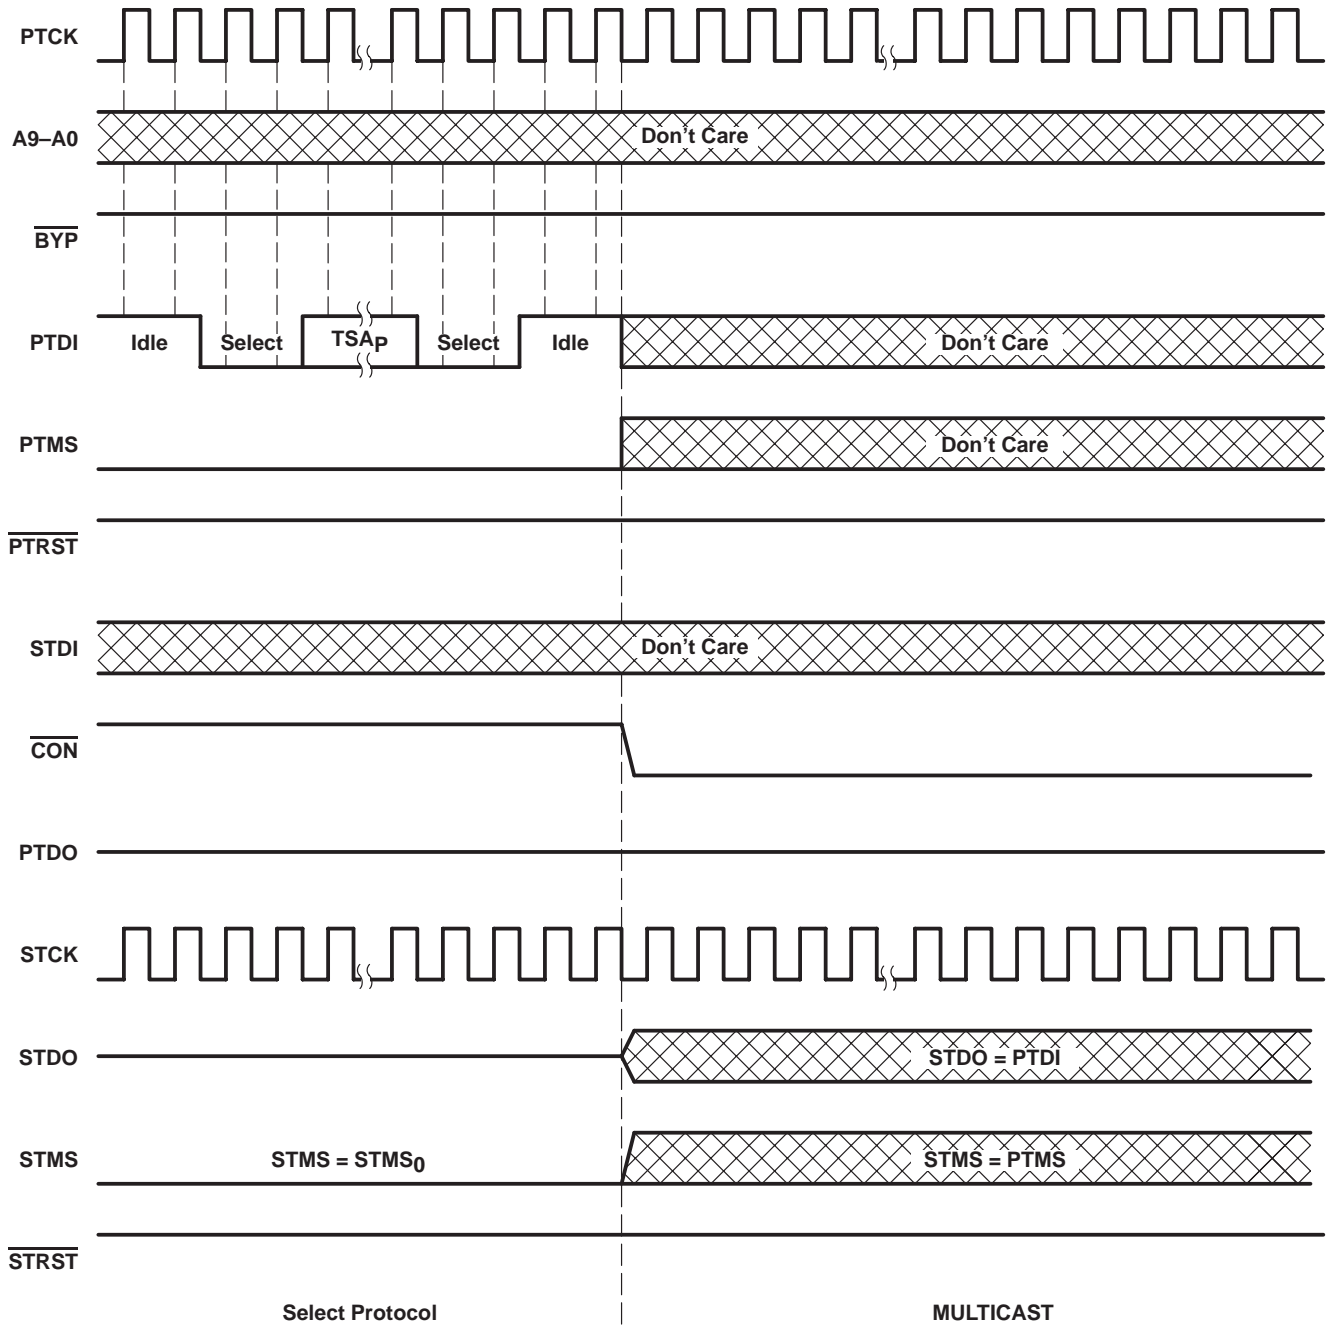 PTCK
A9–A0 Don't Care
BYP
PTDI Idle Select TSAP Select Idle Don't Care
PTMS Don't Care
PTRST
STDI Don't Care
CON
PTDO
STCK
STDO STDO = PTDI
STMS STMS = STMS0 STMS = PTMS
STRST
Select Protocol MULTICAST